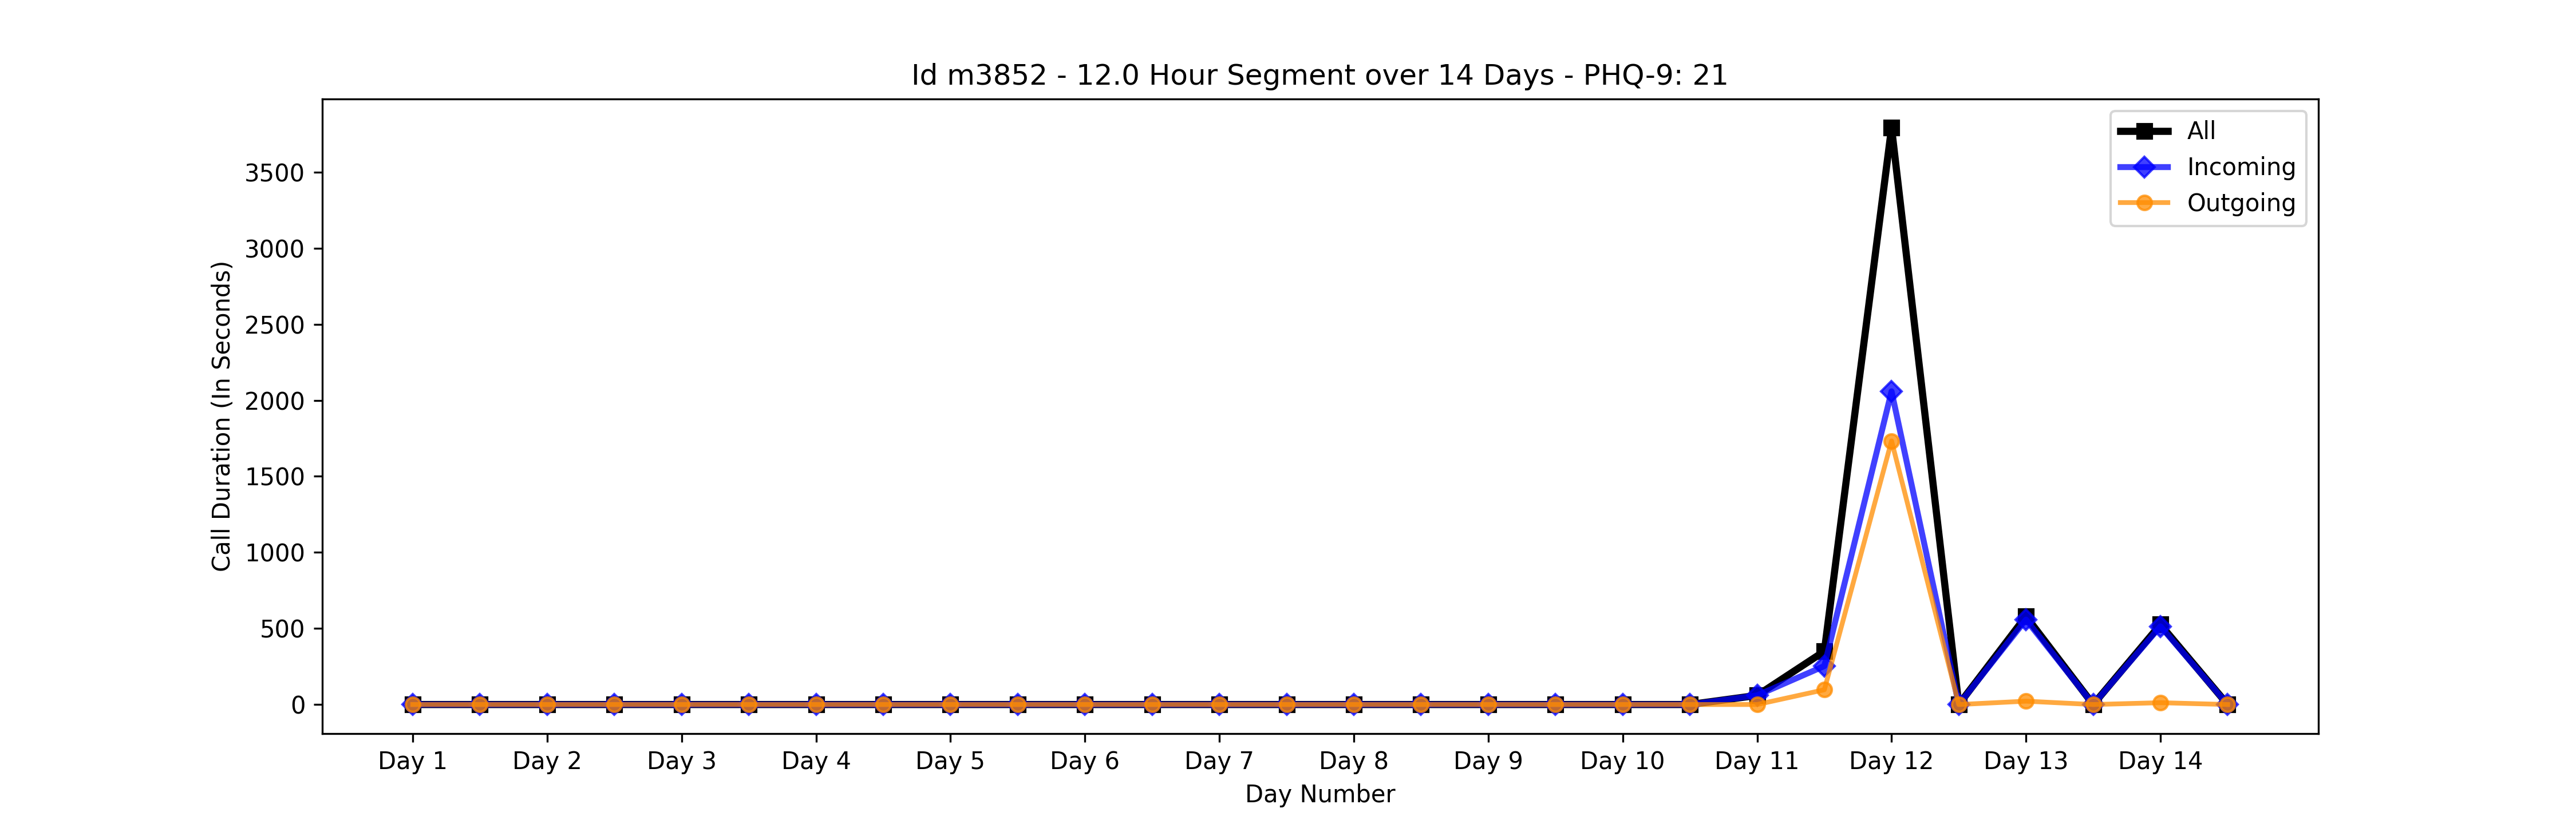 Id m3852 - 12.0 Hour Segment over 14 Days - PHQ-9: 21
All
Incoming
Outgoing
Call Duration (In Seconds)
3500
3000
2500
2000
1500
1000
500
0
Day 1 Day 2 Day 3 Day 4 Day 5 Day 6 Day 7 Day 8 Day 9 Day 10 Day 11 Day 12 Day 13 Day 14
Day Number